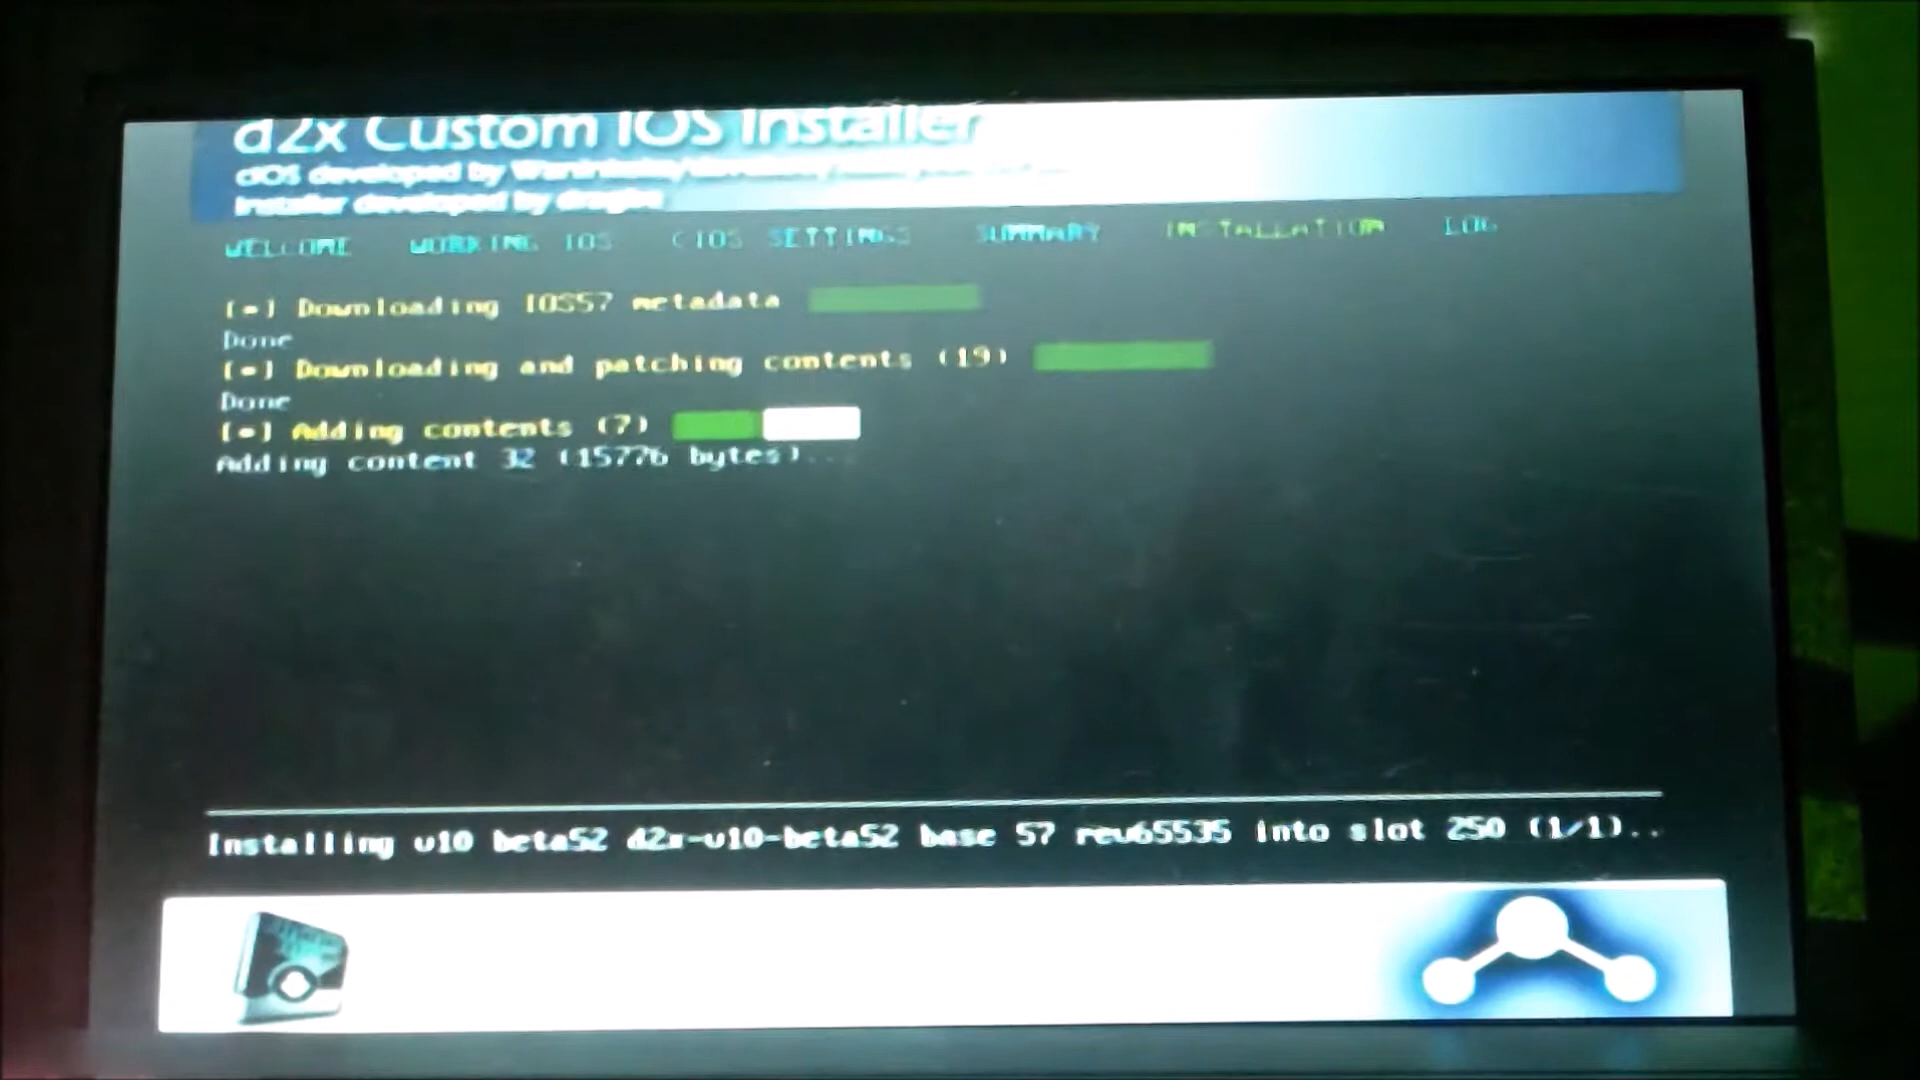 d2x Custom IOS Installer
cIOS developed by
Installer developed by
WELCOME WORKING IOS CIOS SETTINGS SUMMARY INSTALLATION LOG
[=] Downloading IOS57 metadata
Done
[=] Downloading and patching contents (19)
Done
[=] Adding contents (7)
Adding content 32 (15776 bytes)...
Installing v10 beta52 d2x-v10-beta52 base 57 rev65535 into slot 250 (1/1)..